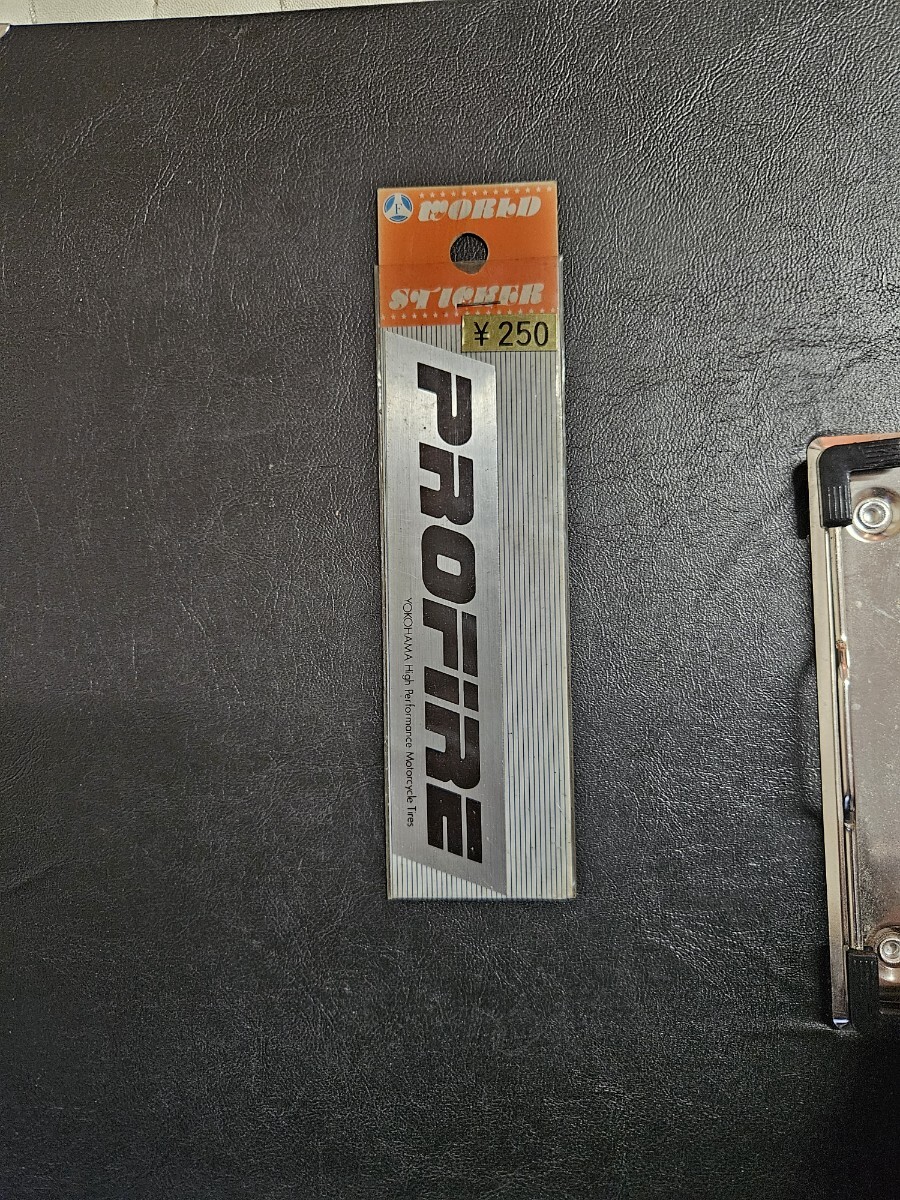 F
WORLD
STICKER
¥ 250
PROFIRE
YOKOHAMA High Performance Motorcycle Tires